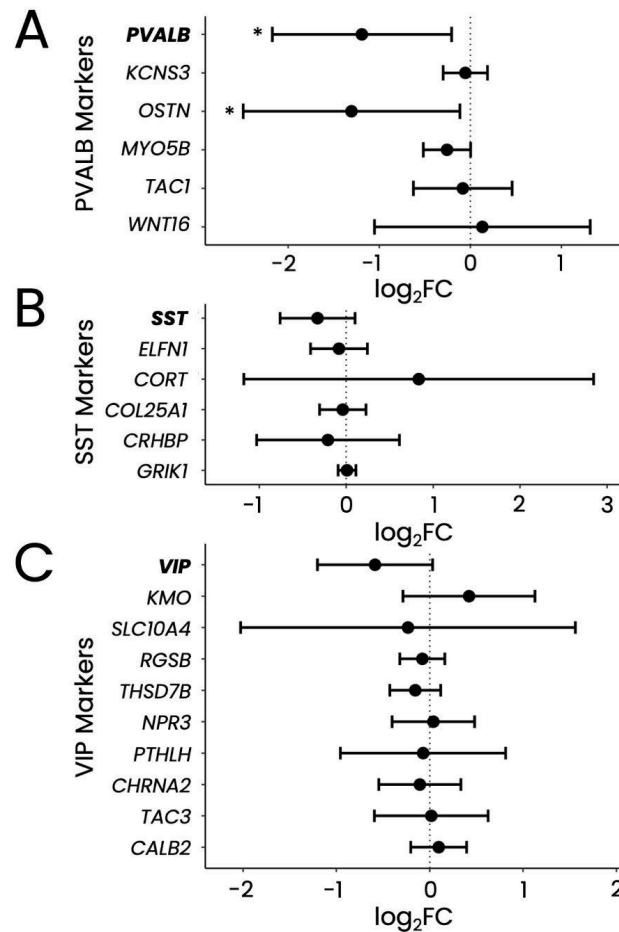 A
PVALB Markers
* PVALB
KCNS3
* OSTN
MYO5B
TAC1
WNT16
−2 −1 0 1
log2FC
B
SST Markers
SST
ELFN1
CORT
COL25A1
CRHBP
GRIK1
−1 0 1 2 3
log2FC
C
VIP Markers
VIP
KMO
SLC10A4
RGSB
THSD7B
NPR3
PTHLH
CHRNA2
TAC3
CALB2
−2 −1 0 1 2
log2FC